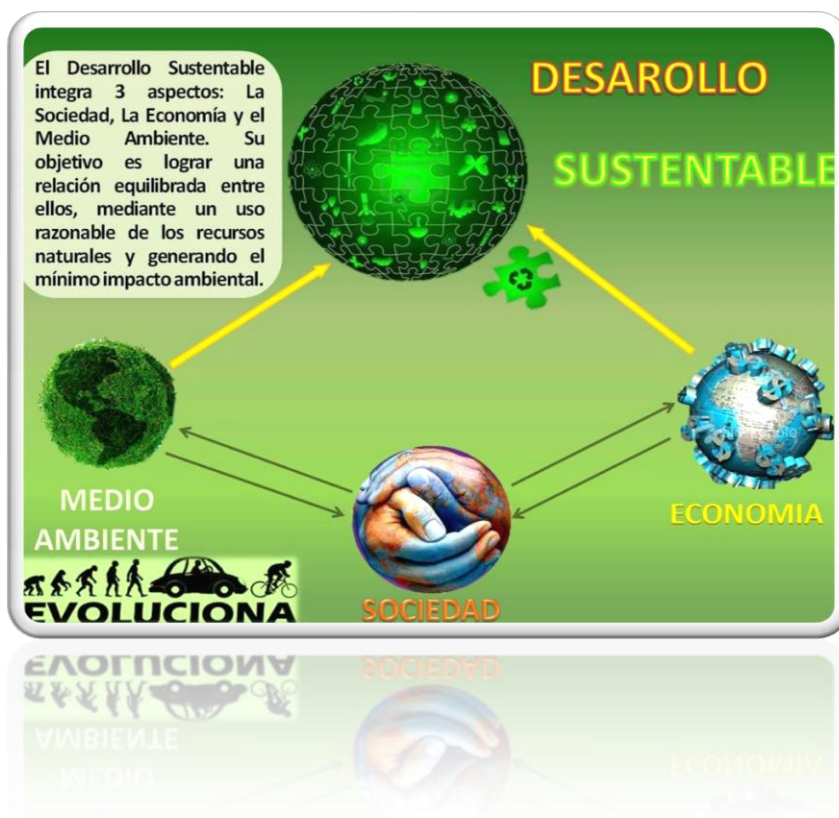 El Desarrollo Sustentable
integra 3 aspectos: La
Sociedad, La Economía y el
Medio Ambiente. Su
objetivo es lograr una
relación equilibrada entre
ellos, mediante un uso
razonable de los recursos
naturales y generando el
mínimo impacto ambiental.
DESAROLLO
SUSTENTABLE
MEDIO
AMBIENTE
ECONOMIA
SOCIEDAD
EVOLUCIONA